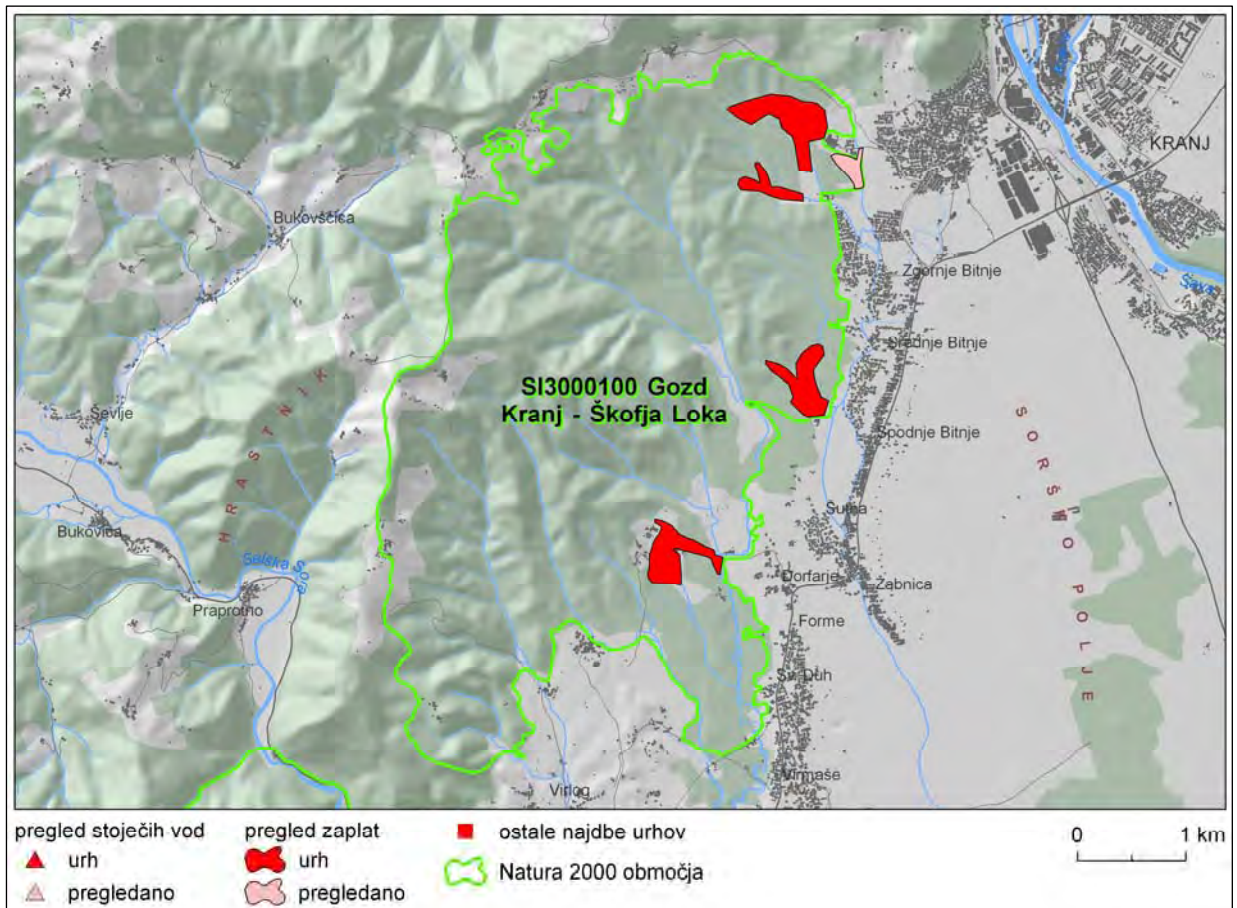 KRANJ
Bukovščica
Zgornje Bitnje
Sava
Srednje Bitnje
SI3000100 Gozd
Kranj - Škofja Loka
Ševlje
HRASTNIK
Spodnje Bitnje
SORŠKO POLJE
Bukovica
Šutna
Selška Sora
Dorfarje
Žabnica
Praprotno
Forme
Sv. Duh
Virmaše
Virlog
pregled stoječih vod
urh
pregledano
pregled zaplat
urh
pregledano
ostale najdbe urhov
Natura 2000 območja
0 1 km